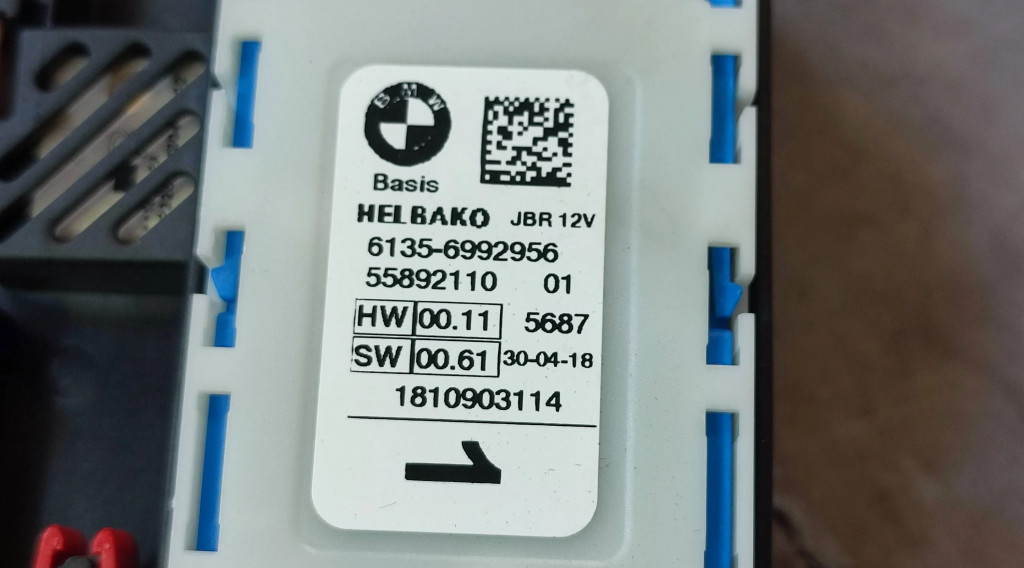 BMW
Basis
HELBAKO JBR 12V
6135-6992956
55892110 01
HW 00.11 5687
SW 00.61 30-04-18
1810903114
1